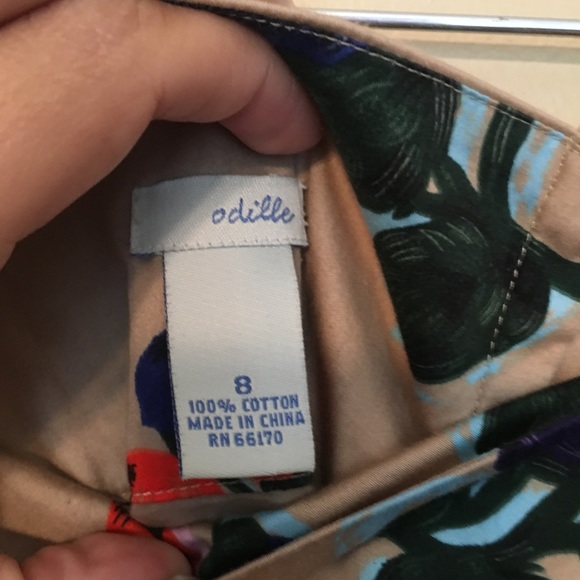 odille
8
100% COTTON
MADE IN CHINA
RN 66170